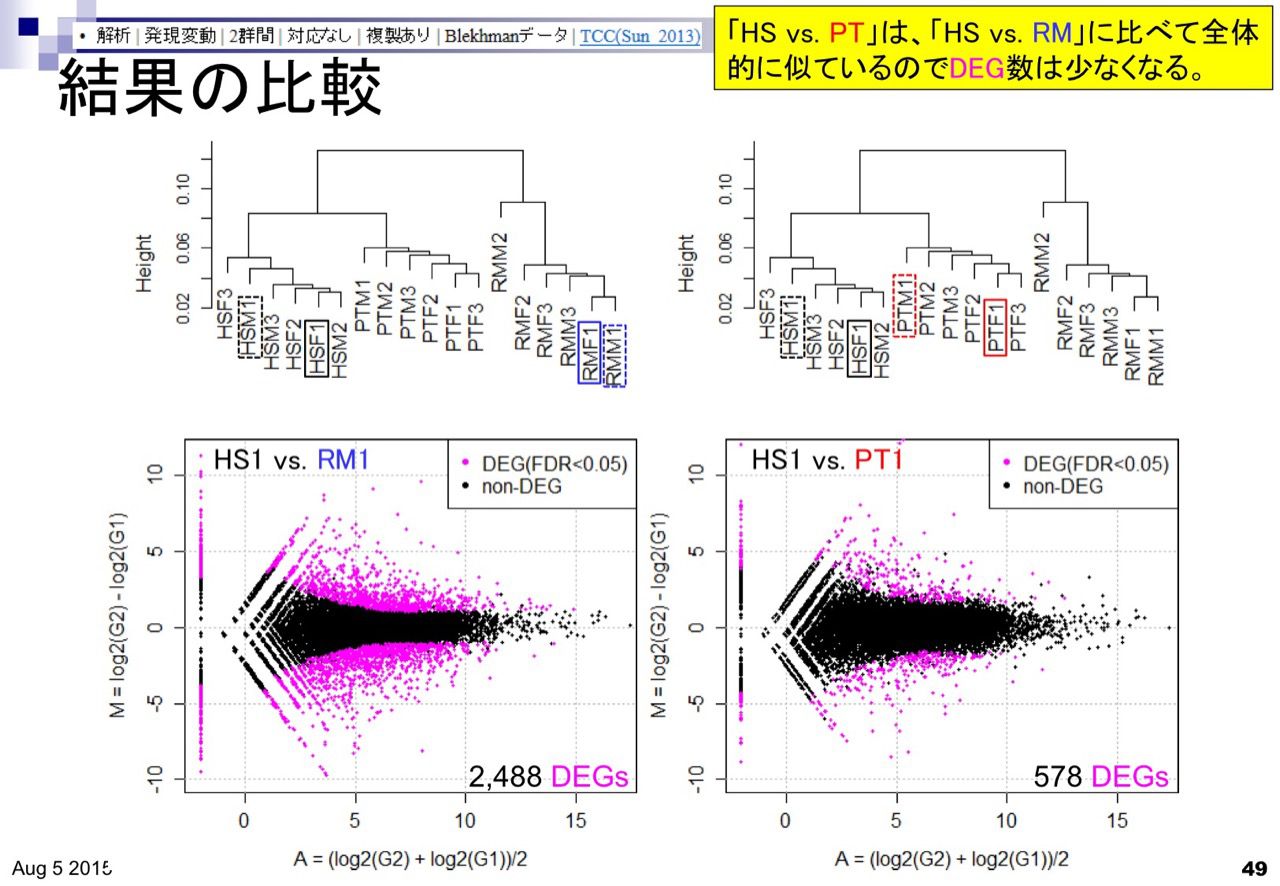 • 解析 | 発現変動 | 2群間 | 対応なし | 複製あり | Blekhmanデータ | TCC(Sun_2013)
「HS vs. PT」は、「HS vs. RM」に比べて全体
的に似ているのでDEG数は少なくなる。
結果の比較
Height
0.10
0.06
0.02
HSF3
HSM1
HSM3
HSF2
HSF1
HSM2
PTM1
PTM2
PTM3
PTF2
PTF1
PTF3
RMM2
RMF2
RMF3
RMM3
RMF1
RMM1
Height
0.10
0.06
0.02
HSF3
HSM1
HSM3
HSF2
HSF1
HSM2
PTM1
PTM2
PTM3
PTF2
PTF1
PTF3
RMM2
RMF2
RMF3
RMM3
RMF1
RMM1
HS1 vs. RM1
DEG(FDR<0.05)
non-DEG
M = log2(G2) - log2(G1)
10
5
0
-5
-10
2,488 DEGs
0 5 10 15
A = (log2(G2) + log2(G1))/2
HS1 vs. PT1
DEG(FDR<0.05)
non-DEG
M = log2(G2) - log2(G1)
10
5
0
-5
-10
578 DEGs
0 5 10 15
A = (log2(G2) + log2(G1))/2
Aug 5 2015
49